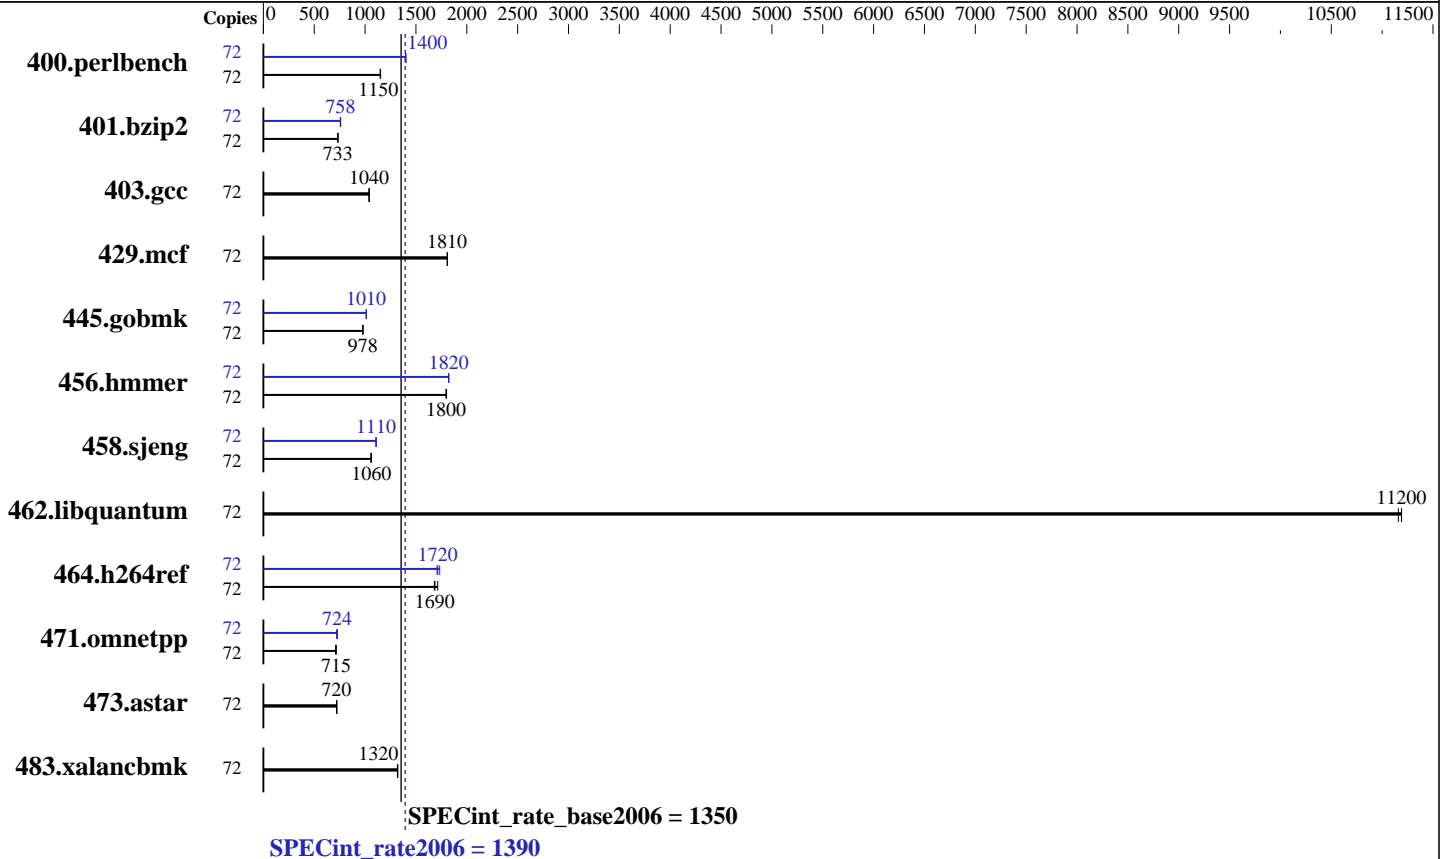 Copies 0 500 1000 1500 2000 2500 3000 3500 4000 4500 5000 5500 6000 6500 7000 7500 8000 8500 9000 9500 10500 11500
400.perlbench 72 1400
72 1150
401.bzip2 72 758
72 733
403.gcc 72 1040
429.mcf 72 1810
445.gobmk 72 1010
72 978
456.hmmer 72 1820
72 1800
458.sjeng 72 1110
72 1060
462.libquantum 72 11200
464.h264ref 72 1720
72 1690
471.omnetpp 72 724
72 715
473.astar 72 720
483.xalancbmk 72 1320
SPECint_rate_base2006 = 1350
SPECint_rate2006 = 1390